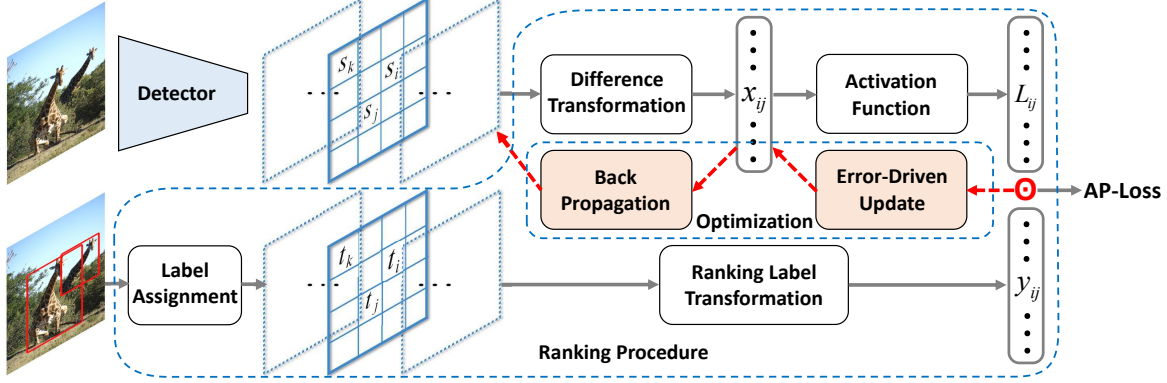 Detector
s_k
s_i
s_j
Difference
Transformation
x_ij
Activation
Function
L_ij
Back
Propagation
Error-Driven
Update
Optimization
AP-Loss
Label
Assignment
t_k
t_i
t_j
Ranking Label
Transformation
y_ij
Ranking Procedure